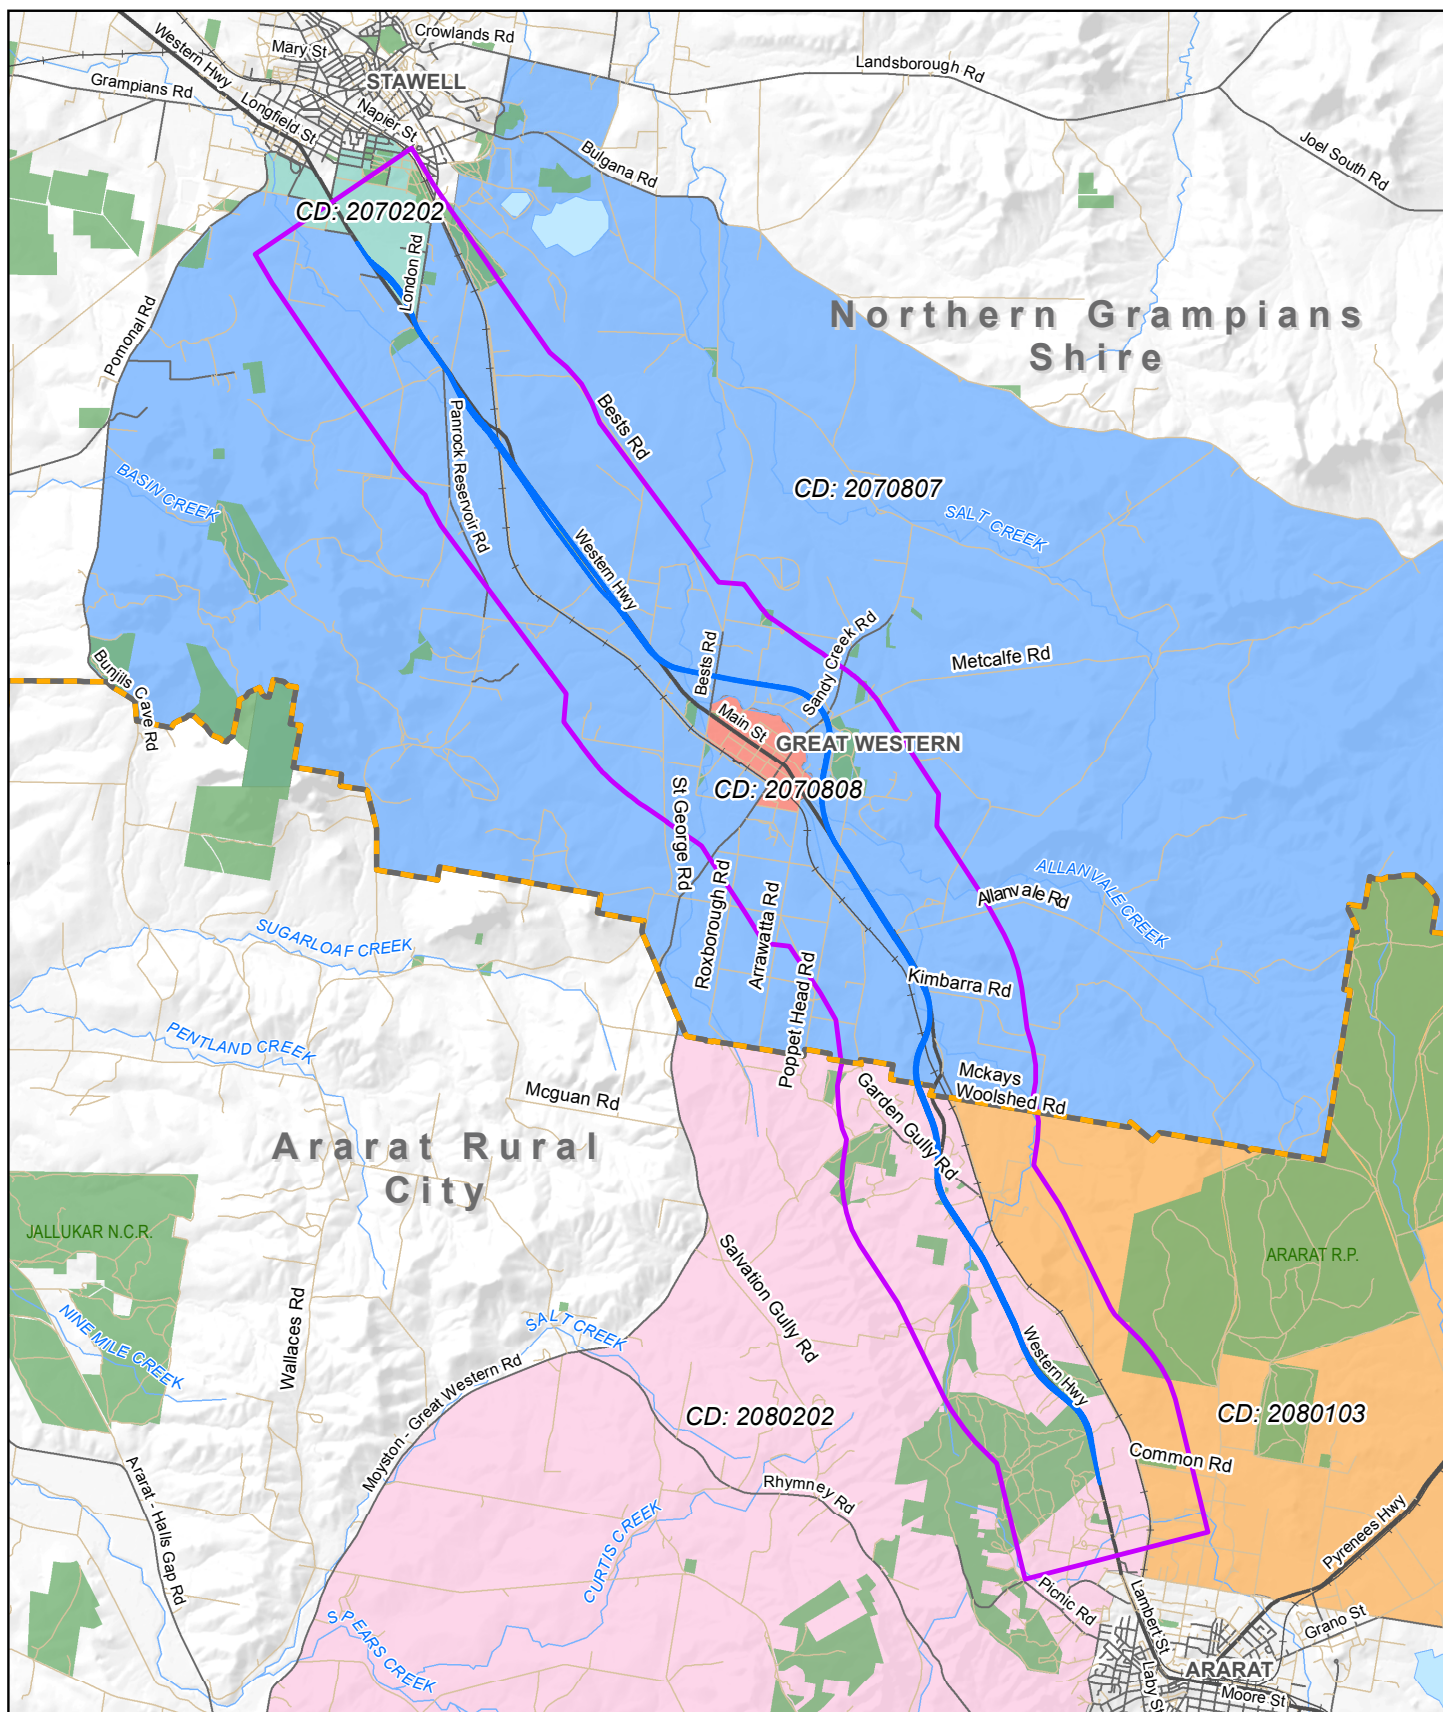 Crowlands Rd
Western Hwy
Mary St
Landsborough Rd
STAWELL
Grampians Rd
Longfield St
Napier St
Joel South Rd
Bulgana Rd
CD: 2070202
London Rd
Pomonal Rd
Northern Grampians
Shire
Bests Rd
Panrock Reservoir Rd
BASIN CREEK
CD: 2070807
SALT CREEK
Western Hwy
Bests Rd
Sandy Creek Rd
Metcalfe Rd
Bunjils Cave Rd
Main St
GREAT WESTERN
CD: 2070808
St George Rd
Roxborough Rd
Arrawatta Rd
Allanvale Rd
ALLANVALE CREEK
SUGARLOAF CREEK
Poppet Head Rd
Kimbarra Rd
PENTLAND CREEK
Mcguan Rd
Garden Gully Rd
Mckays
Woolshed Rd
Ararat Rural
City
JALLUKAR N.C.R.
ARARAT R.P.
Salvation Gully Rd
Wallaces Rd
NINE MILE CREEK
SALT CREEK
Western Hwy
Moyston - Great Western Rd
CD: 2080202
CD: 2080103
Common Rd
Ararat - Halls Gap Rd
Rhymney Rd
CURTIS CREEK
Pyrenees Hwy
SPEARS CREEK
Picnic Rd
Lambert St
Grano St
ARARAT
Laby St
Moore St